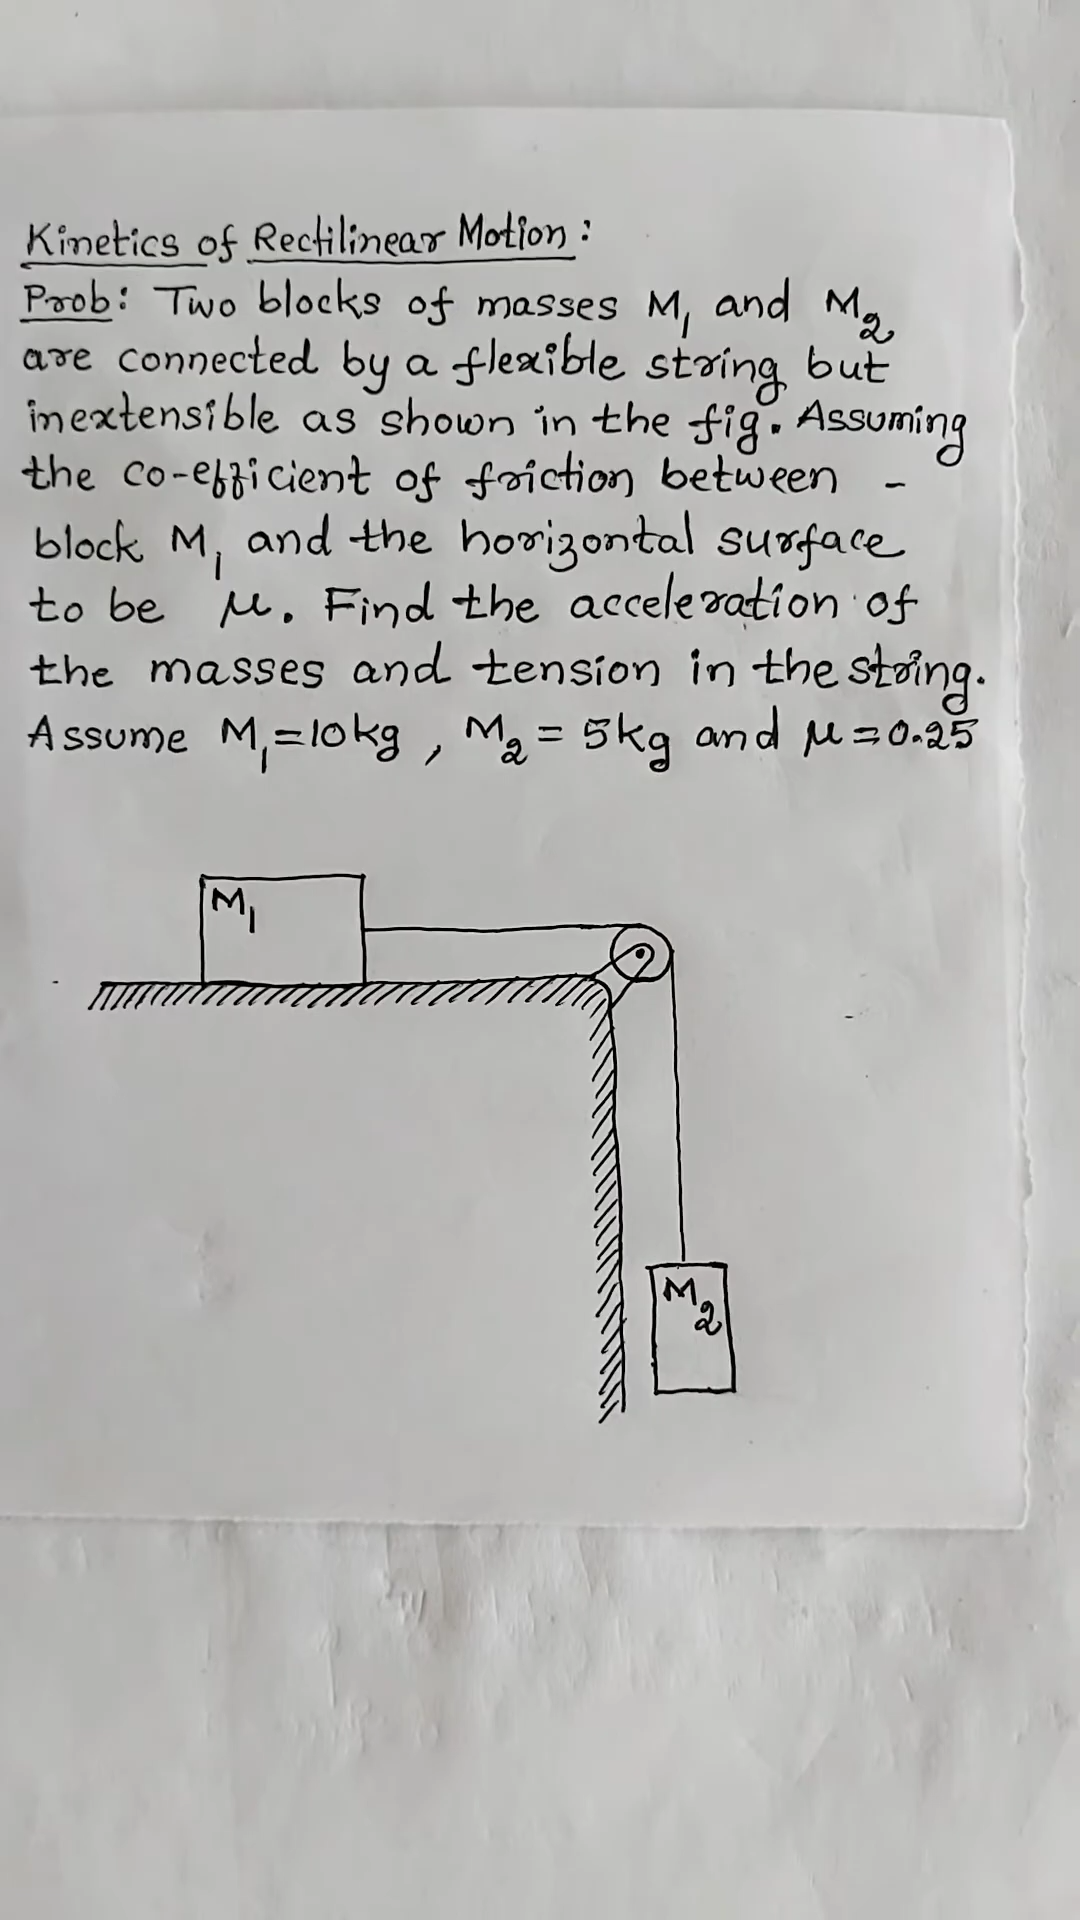 Kinetics of Rectilinear Motion:
Prob: Two blocks of masses M₁ and M₂
are connected by a flexible string but
inextensible as shown in the fig. Assuming
the co-efficient of friction between -
block M₁ and the horizontal surface
to be μ. Find the acceleration of
the masses and tension in the string.
Assume M₁=10kg, M₂=5kg and μ=0.25
M₁
M₂